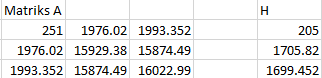 Matriks A H
251 1976.02 1993.352 205
1976.02 15929.38 15874.49 1705.82
1993.352 15874.49 16022.99 1699.452